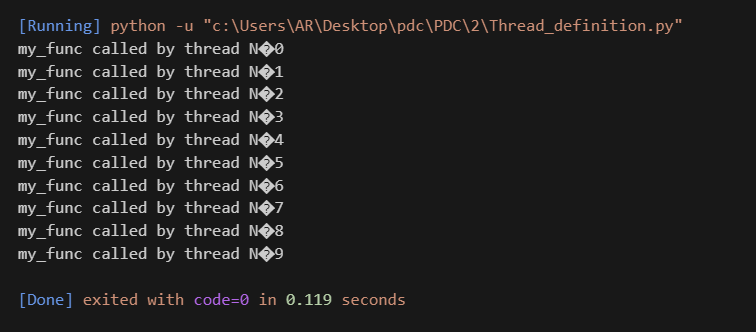 [Running] python -u "c:\Users\AR\Desktop\pdc\PDC\2\Thread_definition.py"
my_func called by thread N�0
my_func called by thread N�1
my_func called by thread N�2
my_func called by thread N�3
my_func called by thread N�4
my_func called by thread N�5
my_func called by thread N�6
my_func called by thread N�7
my_func called by thread N�8
my_func called by thread N�9
[Done] exited with code=0 in 0.119 seconds